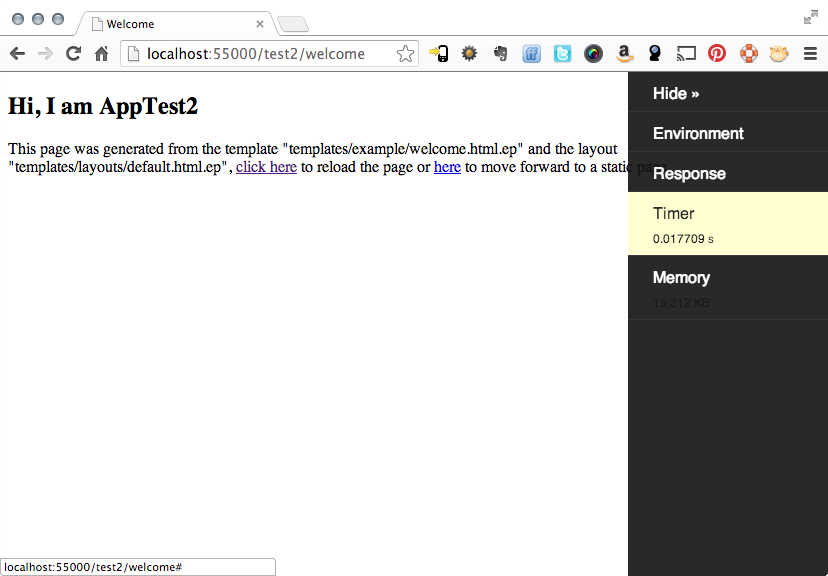 Welcome
localhost:55000/test2/welcome
Hi, I am AppTest2
This page was generated from the template "templates/example/welcome.html.ep" and the layout
"templates/layouts/default.html.ep", click here to reload the page or here to move forward to a static page.
Hide »
Environment
Response
Timer
0.017709 s
Memory
15,312 KB
localhost:55000/test2/welcome#